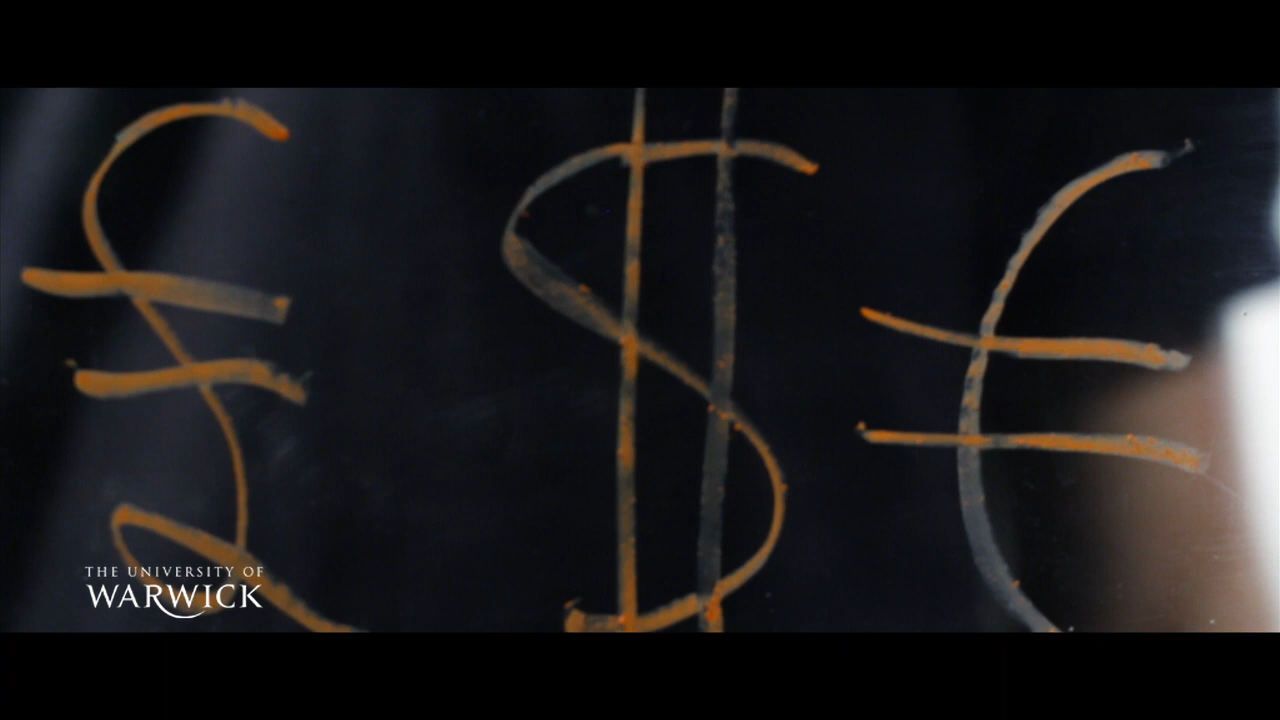 £ $ €
THE UNIVERSITY OF
WARWICK